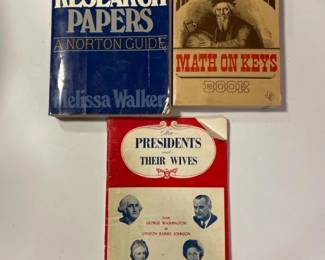 RESEARCH
PAPERS
A NORTON GUIDE
Melissa Walker
MATH ON KEYS
BOOK
The
PRESIDENTS
and
THEIR WIVES
from
GEORGE WASHINGTON
to
LYNDON BAINES JOHNSON